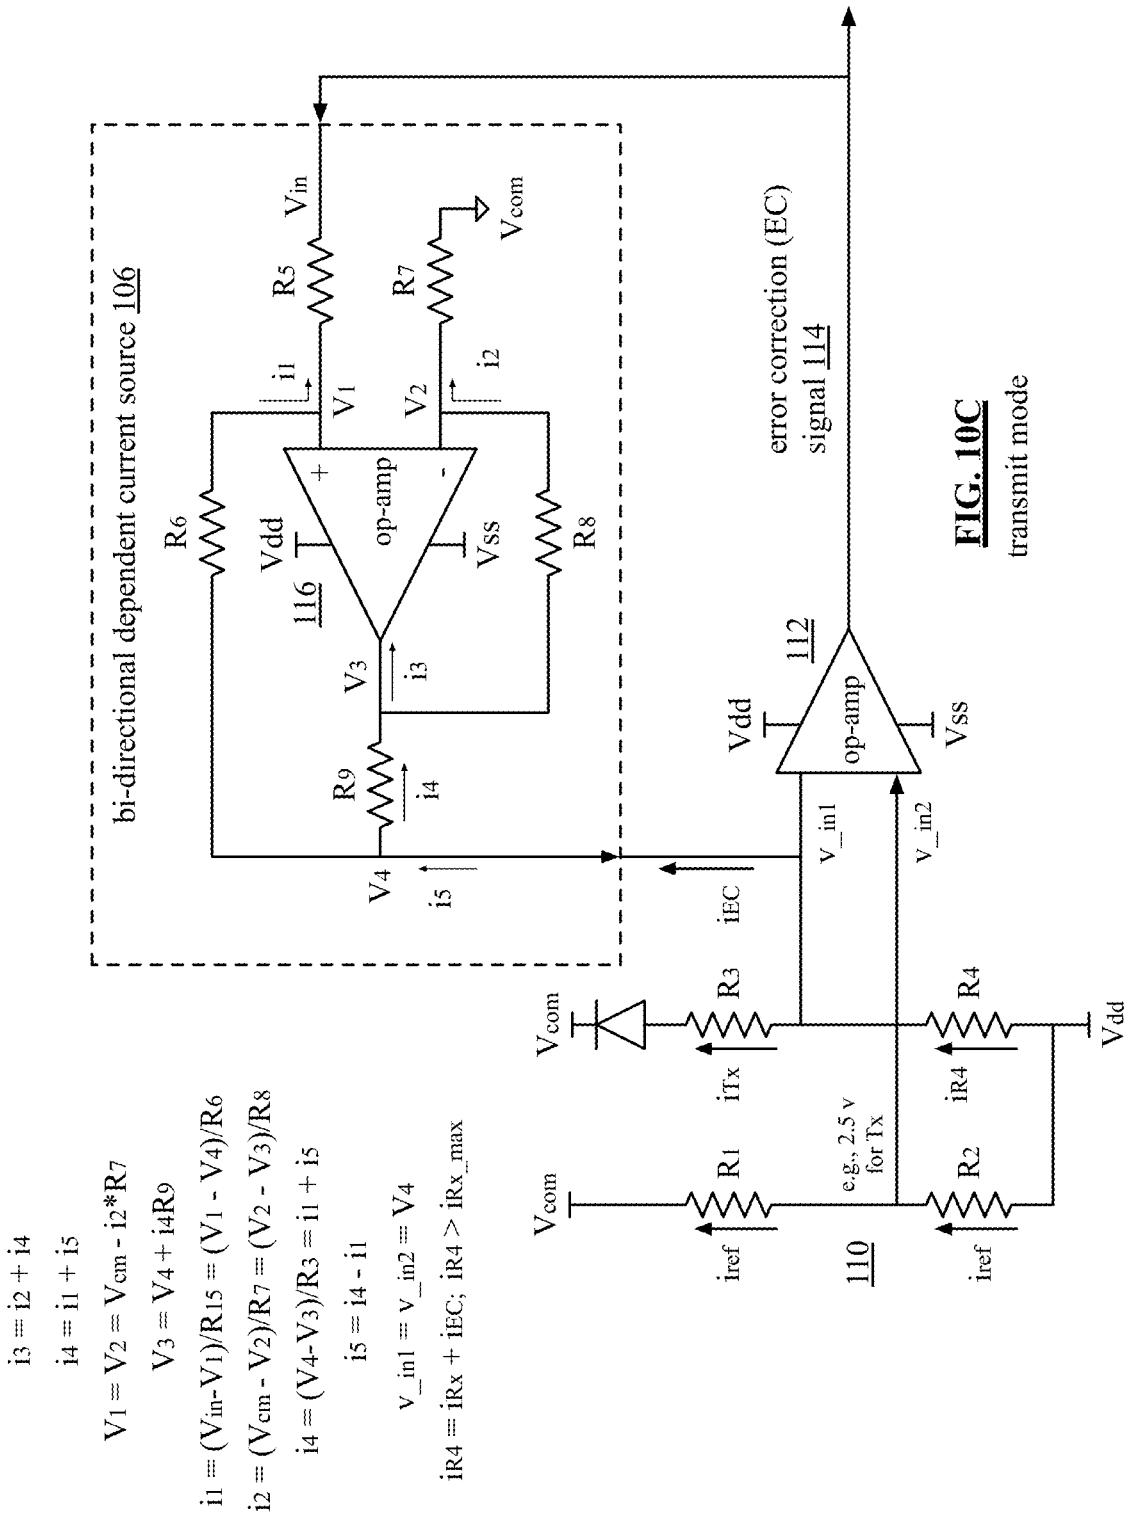 i3 = i2 + i4
i4 = i1 + i5
V1 = V2 = Vcm - i2*R7
V3 = V4 + i4R9
i1 = (Vin-V1)/R15 = (V1 - V4)/R6
i2 = (Vcm - V2)/R7 = (V2 - V3)/R8
i4 = (V4-V3)/R3 = i1 + i5
i5 = i4 - i1
v_in1 = v_in2 = V4
iR4 = iRx + iEC; iR4 > iRx_max
bi-directional dependent current source 106
R6
R5
Vin
i1
V1
Vdd
116
+
-
op-amp
Vss
V2
i2
R7
Vcom
R8
V3
i3
R9
i4
V4
i5
iEC
Vcom
R3
iTx
R4
iR4
Vdd
Vcom
R1
iref
R2
iref
110
e.g., 2.5 v
for Tx
v_in1
v_in2
Vdd
112
op-amp
Vss
error correction (EC)
signal 114
FIG. 10C
transmit mode